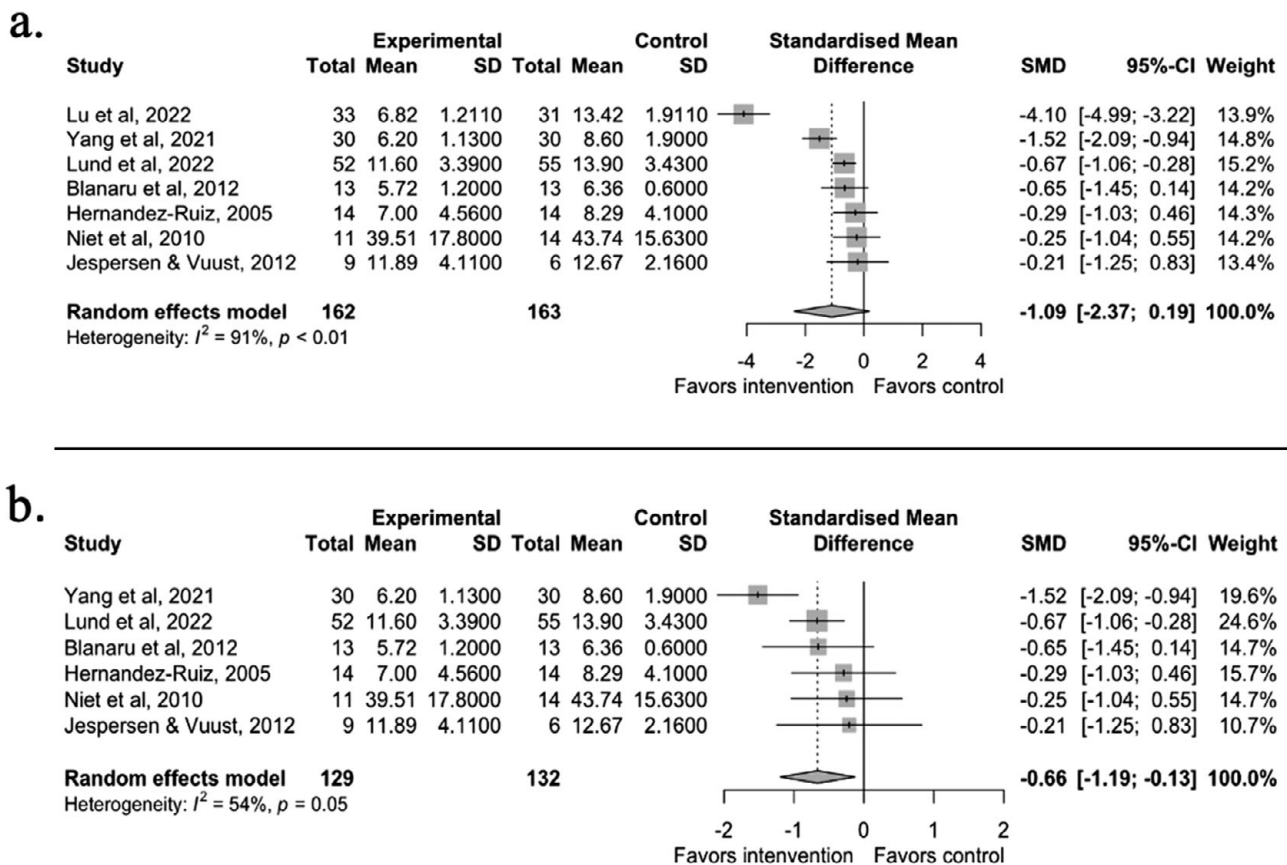 a.
Experimental Control Standardised Mean
Study Total Mean SD Total Mean SD Difference SMD 95%-CI Weight
Lu et al, 2022 33 6.82 1.2110 31 13.42 1.9110 -4.10 [-4.99; -3.22] 13.9%
Yang et al, 2021 30 6.20 1.1300 30 8.60 1.9000 -1.52 [-2.09; -0.94] 14.8%
Lund et al, 2022 52 11.60 3.3900 55 13.90 3.4300 -0.67 [-1.06; -0.28] 15.2%
Blanaru et al, 2012 13 5.72 1.2000 13 6.36 0.6000 -0.65 [-1.45; 0.14] 14.2%
Hernandez-Ruiz, 2005 14 7.00 4.5600 14 8.29 4.1000 -0.29 [-1.03; 0.46] 14.3%
Niet et al, 2010 11 39.51 17.8000 14 43.74 15.6300 -0.25 [-1.04; 0.55] 14.2%
Jespersen & Vuust, 2012 9 11.89 4.1100 6 12.67 2.1600 -0.21 [-1.25; 0.83] 13.4%
Random effects model 162 163 -1.09 [-2.37; 0.19] 100.0%
Heterogeneity: I² = 91%, p < 0.01
-4 -2 0 2 4
Favors intervention Favors control
b.
Experimental Control Standardised Mean
Study Total Mean SD Total Mean SD Difference SMD 95%-CI Weight
Yang et al, 2021 30 6.20 1.1300 30 8.60 1.9000 -1.52 [-2.09; -0.94] 19.6%
Lund et al, 2022 52 11.60 3.3900 55 13.90 3.4300 -0.67 [-1.06; -0.28] 24.6%
Blanaru et al, 2012 13 5.72 1.2000 13 6.36 0.6000 -0.65 [-1.45; 0.14] 14.7%
Hernandez-Ruiz, 2005 14 7.00 4.5600 14 8.29 4.1000 -0.29 [-1.03; 0.46] 15.7%
Niet et al, 2010 11 39.51 17.8000 14 43.74 15.6300 -0.25 [-1.04; 0.55] 14.7%
Jespersen & Vuust, 2012 9 11.89 4.1100 6 12.67 2.1600 -0.21 [-1.25; 0.83] 10.7%
Random effects model 129 132 -0.66 [-1.19; -0.13] 100.0%
Heterogeneity: I² = 54%, p = 0.05
-2 -1 0 1 2
Favors intervention Favors control